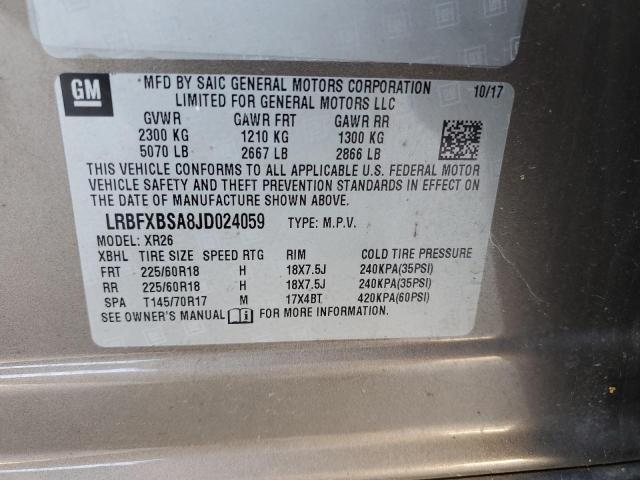 GM
MFD BY SAIC GENERAL MOTORS CORPORATION
LIMITED FOR GENERAL MOTORS LLC
10/17
GVWR GAWR FRT GAWR RR
2300 KG 1210 KG 1300 KG
5070 LB 2667 LB 2866 LB
THIS VEHICLE CONFORMS TO ALL APPLICABLE U.S. FEDERAL MOTOR
VEHICLE SAFETY AND THEFT PREVENTION STANDARDS IN EFFECT ON
THE DATE OF MANUFACTURE SHOWN ABOVE.
LRBFXBSA8JD024059 TYPE: M.P.V.
MODEL: XR26
XBHL TIRE SIZE SPEED RTG RIM COLD TIRE PRESSURE
FRT 225/60R18 H 18X7.5J 240KPA(35PSI)
RR 225/60R18 H 18X7.5J 240KPA(35PSI)
SPA T145/70R17 M 17X4BT 420KPA(60PSI)
SEE OWNER'S MANUAL FOR MORE INFORMATION.